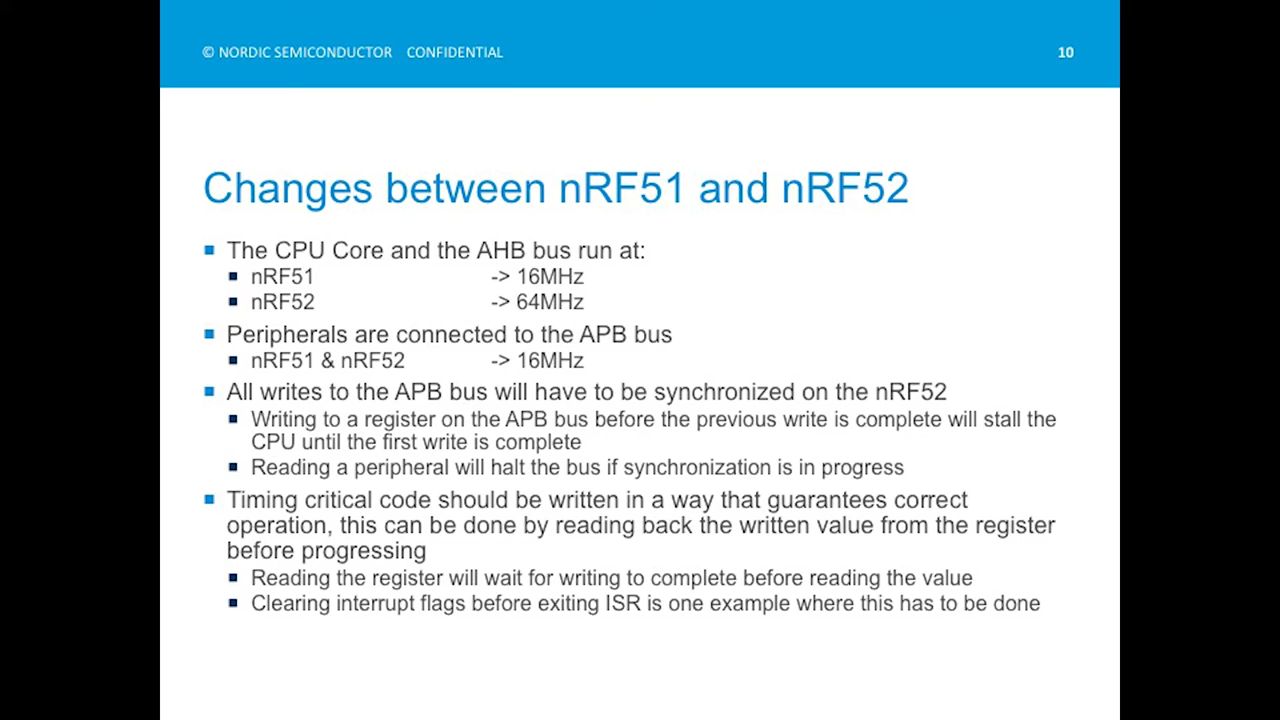 © NORDIC SEMICONDUCTOR CONFIDENTIAL 10
Changes between nRF51 and nRF52
The CPU Core and the AHB bus run at:
nRF51 -> 16MHz
nRF52 -> 64MHz
Peripherals are connected to the APB bus
nRF51 & nRF52 -> 16MHz
All writes to the APB bus will have to be synchronized on the nRF52
Writing to a register on the APB bus before the previous write is complete will stall the
CPU until the first write is complete
Reading a peripheral will halt the bus if synchronization is in progress
Timing critical code should be written in a way that guarantees correct
operation, this can be done by reading back the written value from the register
before progressing
Reading the register will wait for writing to complete before reading the value
Clearing interrupt flags before exiting ISR is one example where this has to be done